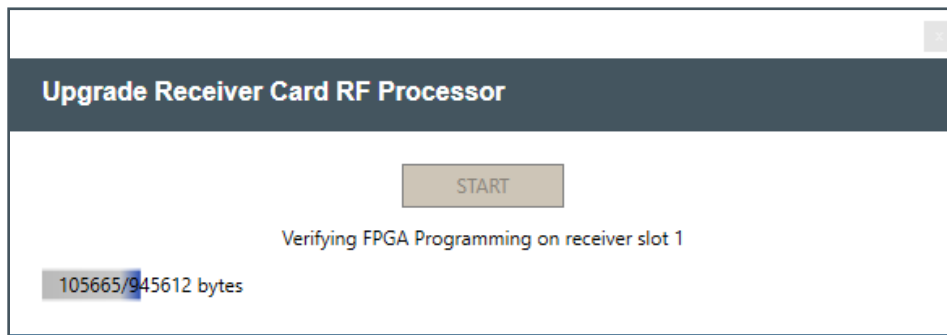 x
Upgrade Receiver Card RF Processor
START
Verifying FPGA Programming on receiver slot 1
105665/945612 bytes